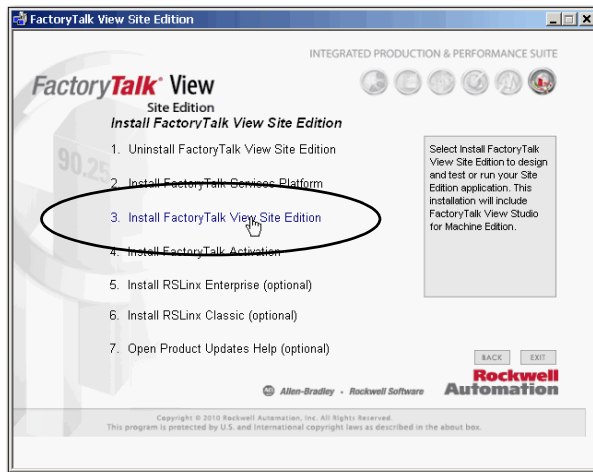 FactoryTalk View Site Edition
INTEGRATED PRODUCTION & PERFORMANCE SUITE
FactoryTalk View
Site Edition
Install FactoryTalk View Site Edition
1. Uninstall FactoryTalk View Site Edition
2. Install FactoryTalk Services Platform
3. Install FactoryTalk View Site Edition
4. Install FactoryTalk Activation
5. Install RSLinx Enterprise (optional)
6. Install RSLinx Classic (optional)
7. Open Product Updates Help (optional)
Select Install FactoryTalk
View Site Edition to design
and test or run your Site
Edition application. This
installation will include
FactoryTalk View Studio
for Machine Edition.
90.25
BACK EXIT
Allen-Bradley · Rockwell Software
Rockwell
Automation
Copyright © 2010 Rockwell Automation, Inc. All Rights Reserved.
This program is protected by U.S. and International copyright laws as described in the about box.